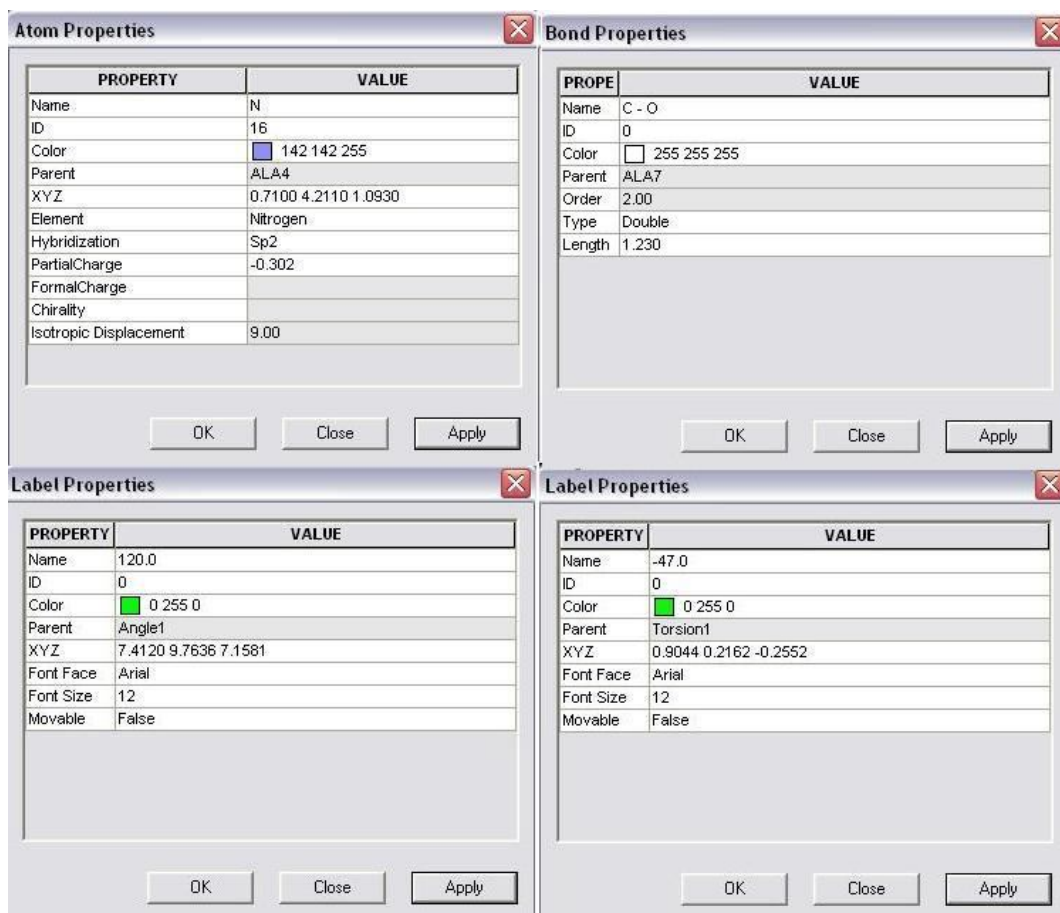 Atom Properties
PROPERTY VALUE
Name N
ID 16
Color 142 142 255
Parent ALA4
XYZ 0.7100 4.2110 1.0930
Element Nitrogen
Hybridization Sp2
PartialCharge -0.302
FormalCharge
Chirality
Isotropic Displacement 9.00
OK Close Apply
Bond Properties
PROPE VALUE
Name C - O
ID 0
Color 255 255 255
Parent ALA7
Order 2.00
Type Double
Length 1.230
OK Close Apply
Label Properties
PROPERTY VALUE
Name 120.0
ID 0
Color 0 255 0
Parent Angle1
XYZ 7.4120 9.7636 7.1581
Font Face Arial
Font Size 12
Movable False
OK Close Apply
Label Properties
PROPERTY VALUE
Name -47.0
ID 0
Color 0 255 0
Parent Torsion1
XYZ 0.9044 0.2162 -0.2552
Font Face Arial
Font Size 12
Movable False
OK Close Apply